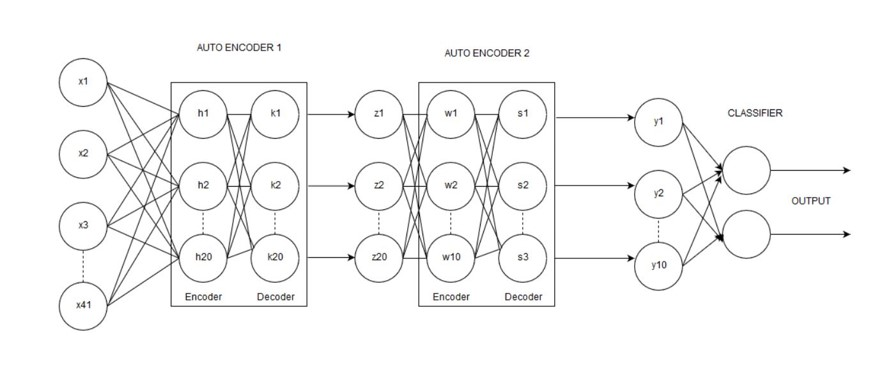 AUTO ENCODER 1
AUTO ENCODER 2
x1
h1
k1
z1
w1
s1
y1
CLASSIFIER
x2
h2
k2
z2
w2
s2
y2
x3
OUTPUT
h20
k20
z20
w10
s3
y10
x41
Encoder
Decoder
Encoder
Decoder